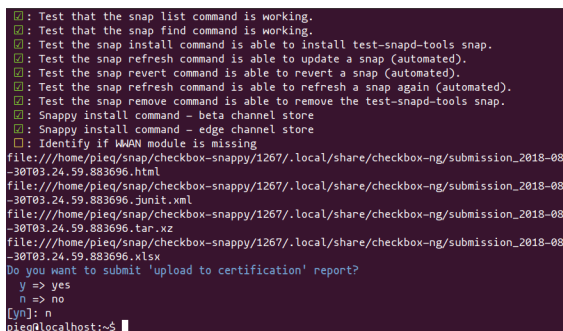 ☑: Test that the snap list command is working.
☑: Test that the snap find command is working.
☑: Test the snap install command is able to install test-snapd-tools snap.
☑: Test the snap refresh command is able to update a snap (automated).
☑: Test the snap revert command is able to revert a snap (automated).
☑: Test the snap refresh command is able to refresh a snap again (automated).
☑: Test the snap remove command is able to remove the test-snapd-tools snap.
☑: Snappy install command – beta channel store
☑: Snappy install command – edge channel store
☐: Identify if WWAN module is missing
file:///home/pieq/snap/checkbox-snappy/1267/.local/share/checkbox-ng/submission_2018-08
-30T03.24.59.883696.html
file:///home/pieq/snap/checkbox-snappy/1267/.local/share/checkbox-ng/submission_2018-08
-30T03.24.59.883696.junit.xml
file:///home/pieq/snap/checkbox-snappy/1267/.local/share/checkbox-ng/submission_2018-08
-30T03.24.59.883696.tar.xz
file:///home/pieq/snap/checkbox-snappy/1267/.local/share/checkbox-ng/submission_2018-08
-30T03.24.59.883696.xlsx
Do you want to submit 'upload to certification' report?
y => yes
n => no
[yn]: n
pieq@localhost:~$